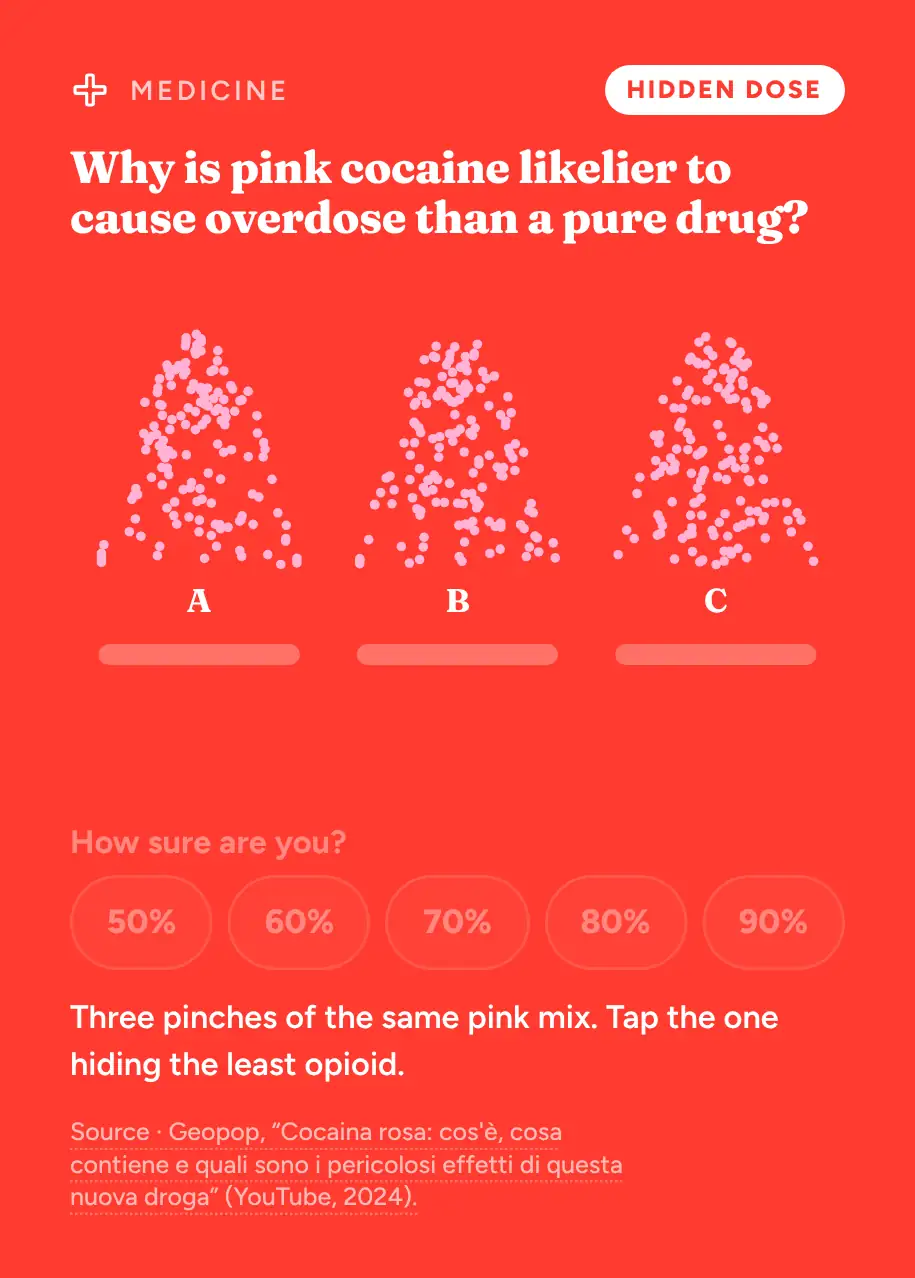 MEDICINE
HIDDEN DOSE
Why is pink cocaine likelier to
cause overdose than a pure drug?
A
B
C
How sure are you?
50%
60%
70%
80%
90%
Three pinches of the same pink mix. Tap the one
hiding the least opioid.
Source · Geopop, “Cocaina rosa: cos'è, cosa
contiene e quali sono i pericolosi effetti di questa
nuova droga” (YouTube, 2024).